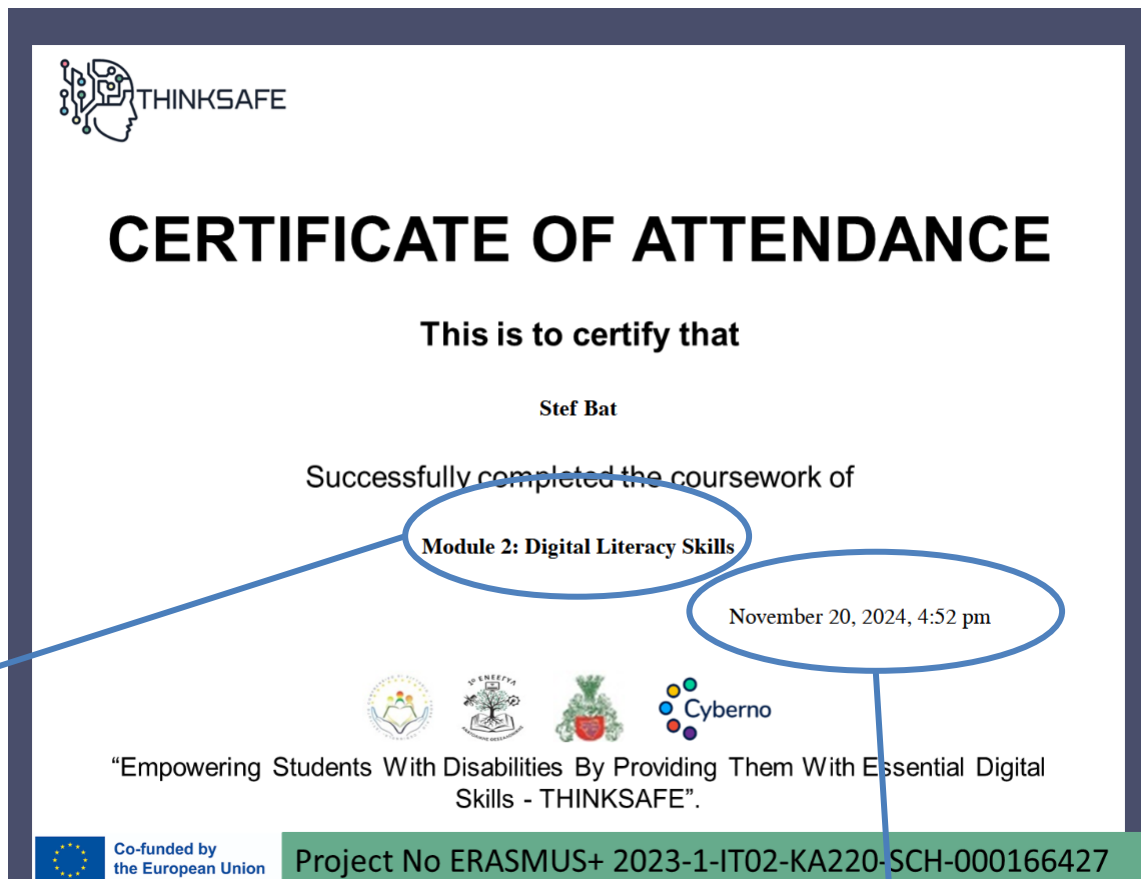 THINKSAFE
CERTIFICATE OF ATTENDANCE
This is to certify that
Stef Bat
Successfully completed the coursework of
Module 2: Digital Literacy Skills
November 20, 2024, 4:52 pm
Cyberno
“Empowering Students With Disabilities By Providing Them With Essential Digital
Skills - THINKSAFE”.
Co-funded by
the European Union
Project No ERASMUS+ 2023-1-IT02-KA220-SCH-000166427